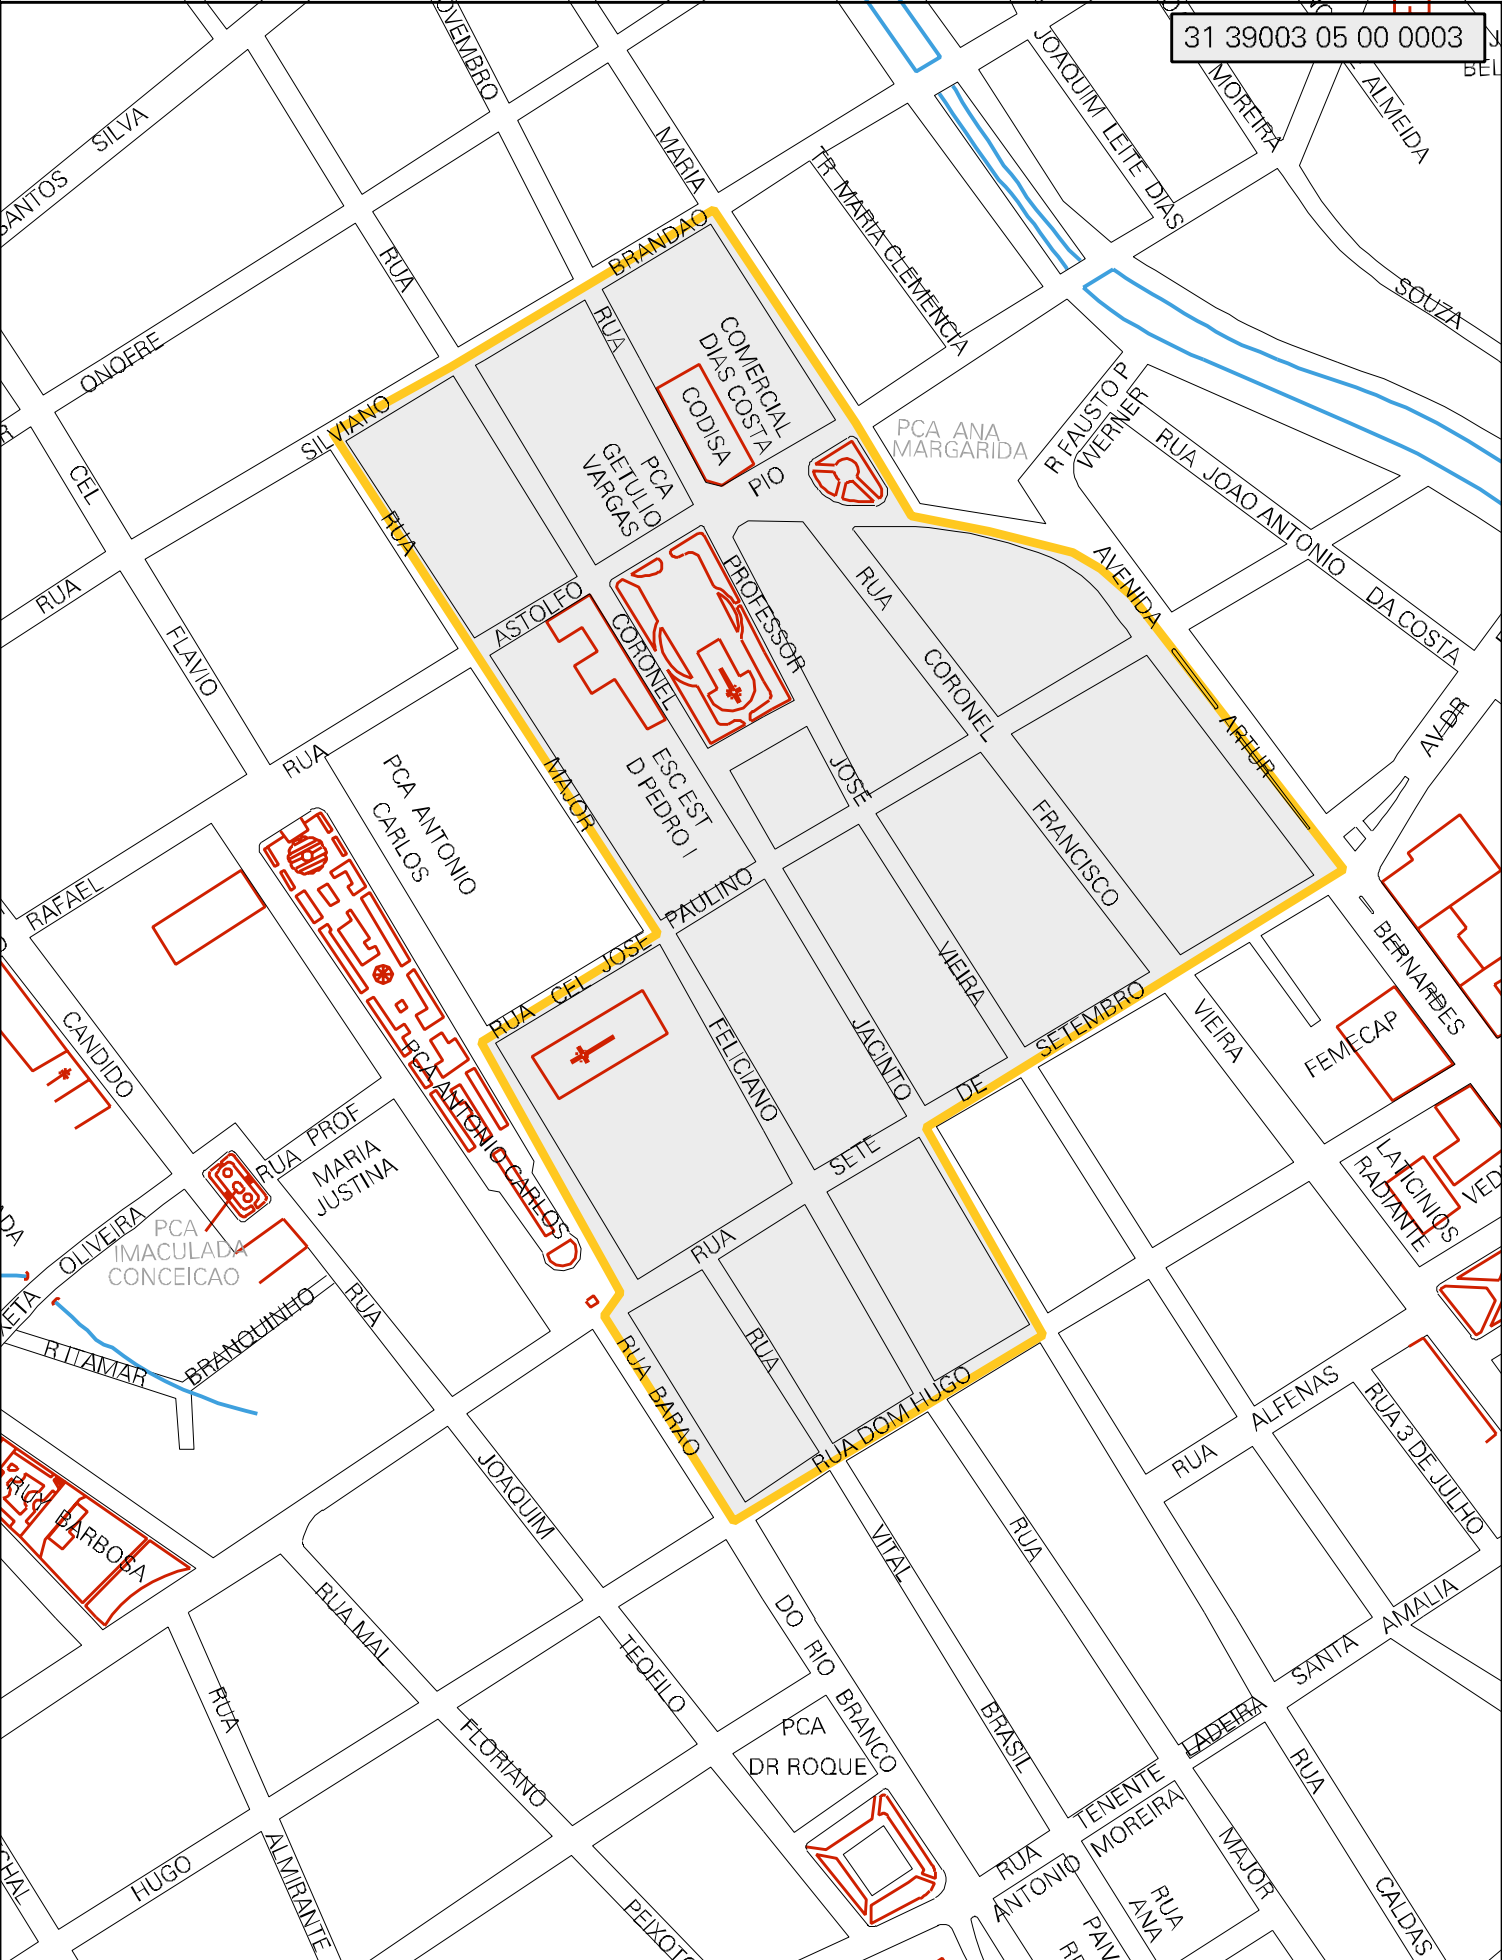 31 39003 05 00 0003
BEL
JOAQUIM LEITE DIAS
MOREIRA
ALMEIDA
SILVA
SANTOS
RUA
MARIA
TR MARIA CLEMENCIA
BRANDAO
SOUZA
ONOFRE
SILVIANO
RUA
COMERCIAL
DIAS COSTA
CODISA
PIO
PCA ANA
MARGARIDA
R FAUSTO P
WERNER
RUA JOAO ANTONIO DA COSTA
CEL
FLAVIO
RUA
PCA
GETULIO
VARGAS
RUA
MAJOR
ASTOLFO
CORONEL
PROFESSOR
JOSE
RUA
CORONEL
FRANCISCO
VIEIRA
AVENIDA
ARTUR
BERNARDES
AV DR
ESC EST
D PEDRO I
RUA
RAFAEL
PCA ANTONIO
CARLOS
PAULINO
RUA CEL JOSE
PCA ANTONIO CARLOS
CANDIDO
FELICIANO
JACINTO
VIEIRA
SETEMBRO
DE
SETE
RUA
FEMECAP
LATICINIOS
RADIANTE
RUA PROF
MARIA
JUSTINA
PCA
IMACULADA
CONCEICAO
OLIVEIRA
R ITAMAR
BRANQUINHO
RUA
JOAQUIM
TEOFILO
RUA BARAO
DO RIO
BRANCO
RUA
VITAL
BRASIL
RUA DOM HUGO
RUA
ALFENAS
RUA 3 DE JULHO
RUY BARBOSA
RUA MAL
FLORIANO
RUA
ALMIRANTE
HUGO
PCA
DR ROQUE
RUA
SANTA AMALIA
LADEIRA
TENENTE
MOREIRA
RUA
ANTONIO
MAJOR
RUA
CALDAS
RUA
ANA